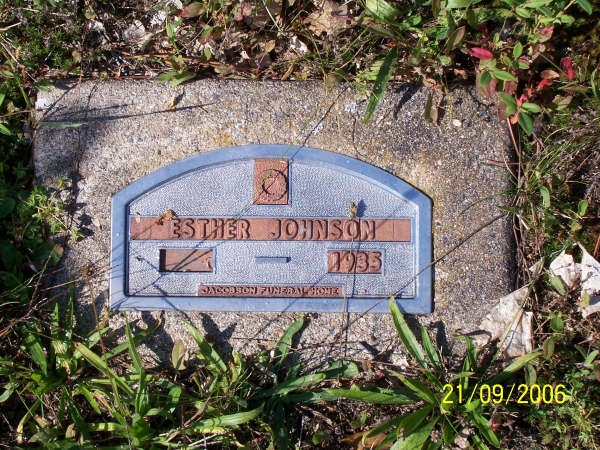 ESTHER JOHNSON
- 1935
JACOBSON FUNERAL HOME
21/09/2006